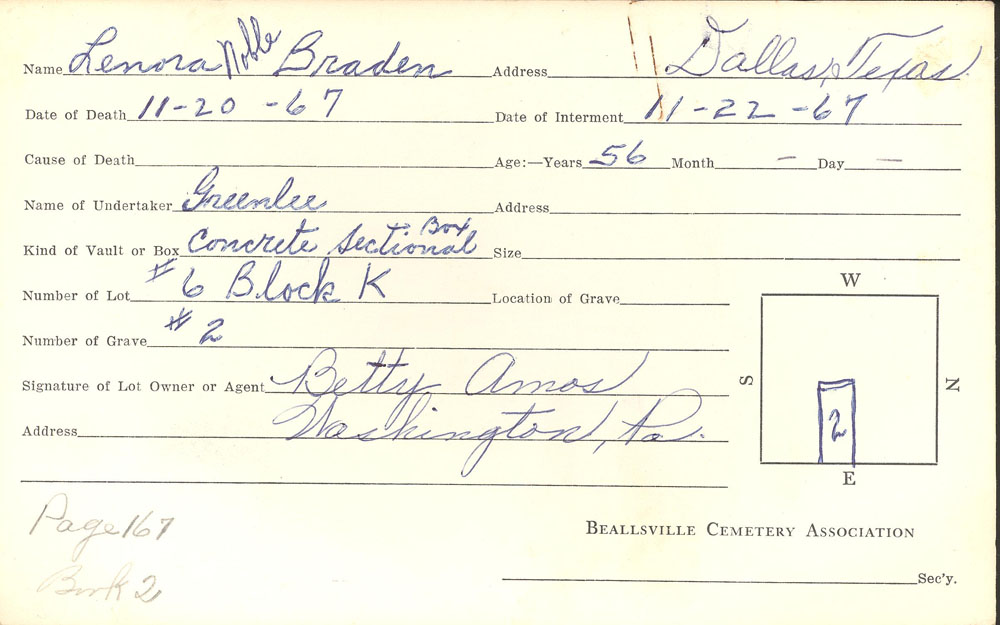 Name Lenora Noble Braden Address Dallas, Texas
Date of Death 11-20-67 Date of Interment 11-22-67
Cause of Death Age:—Years 56 Month – Day —
Name of Undertaker Greenlee Address
Kind of Vault or Box Concrete Sectional Box Size
Number of Lot #6 Block K Location of Grave
Number of Grave #2
Signature of Lot Owner or Agent Betty Amos
Address Washington, Pa.
W
S
N
2
E
Page 167
Book 2
BEALLSVILLE CEMETERY ASSOCIATION
Sec'y.